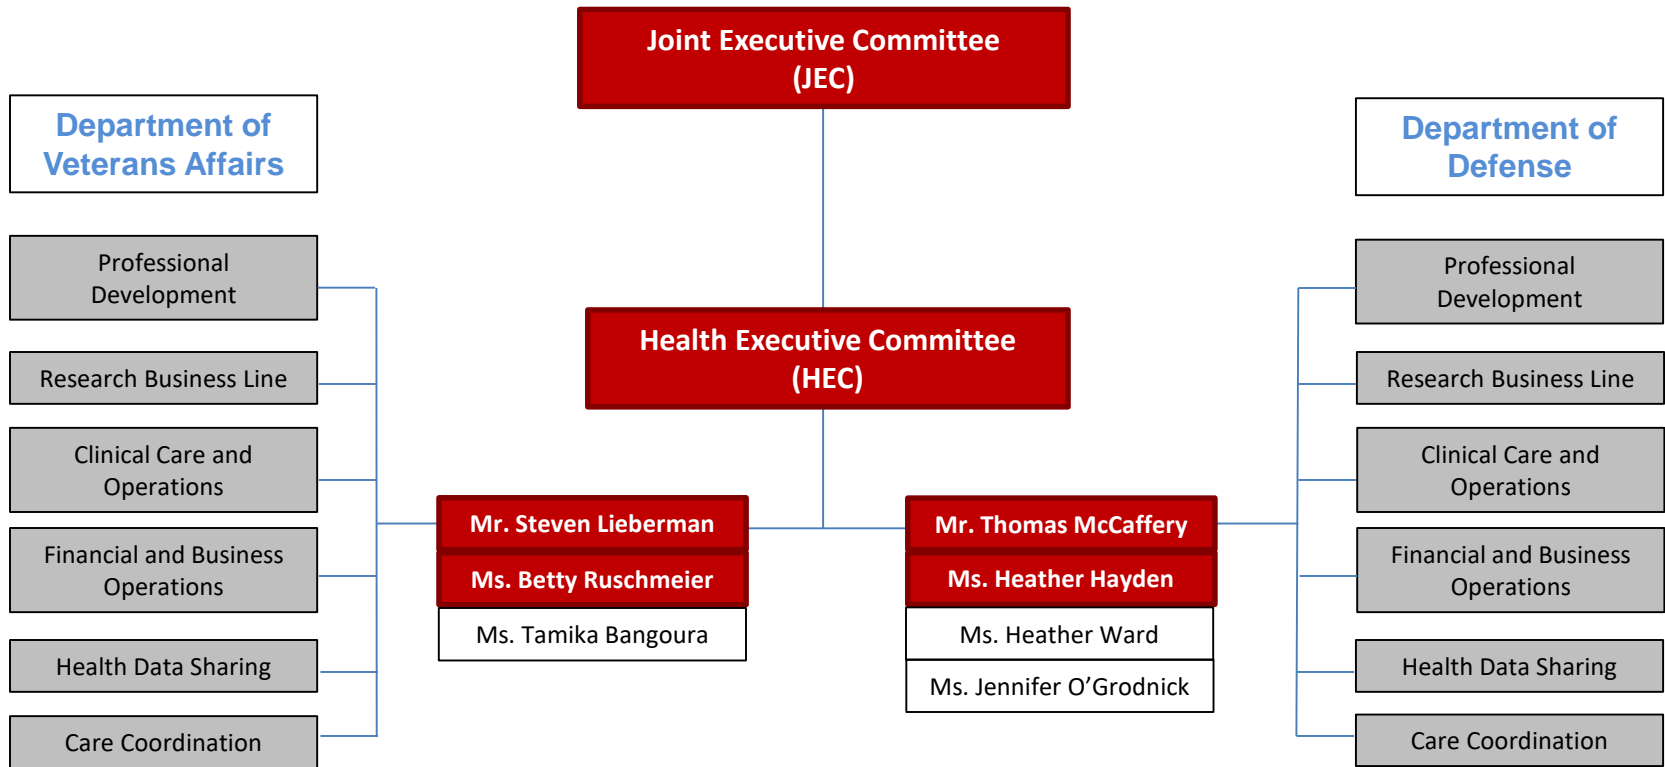 Joint Executive Committee
(JEC)
Department of
Veterans Affairs
Department of
Defense
Professional
Development
Research Business Line
Clinical Care and
Operations
Financial and Business
Operations
Health Data Sharing
Care Coordination
Health Executive Committee
(HEC)
Mr. Steven Lieberman
Ms. Betty Ruschmeier
Ms. Tamika Bangoura
Mr. Thomas McCaffery
Ms. Heather Hayden
Ms. Heather Ward
Ms. Jennifer O’Grodnick
Professional
Development
Research Business Line
Clinical Care and
Operations
Financial and Business
Operations
Health Data Sharing
Care Coordination